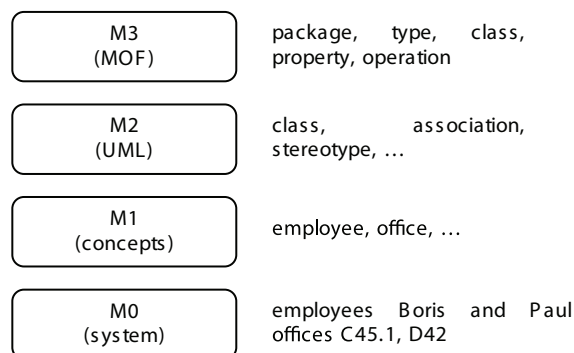 M3
(MOF)
package, type, class,
property, operation
M2
(UML)
class, association,
stereotype, ...
M1
(concepts)
employee, office, ...
M0
(system)
employees Boris and Paul
offices C45.1, D42